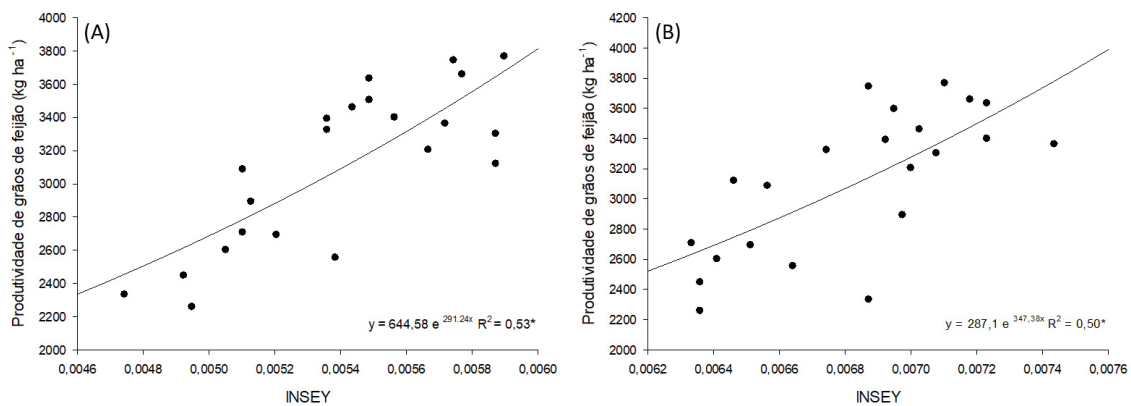 (A)
Produtividade de grãos de feijão (kg ha⁻¹)
4000
3800
3600
3400
3200
3000
2800
2600
2400
2200
2000
y = 644,58 e ²⁹¹·²⁴ˣ R² = 0,53*
0,0046 0,0048 0,0050 0,0052 0,0054 0,0056 0,0058 0,0060
INSEY
(B)
Produtividade de grãos de feijão (kg ha⁻¹)
4200
4000
3800
3600
3400
3200
3000
2800
2600
2400
2200
2000
y = 287,1 e ³⁴⁷,³⁸ˣ R² = 0,50*
0,0062 0,0064 0,0066 0,0068 0,0070 0,0072 0,0074 0,0076
INSEY